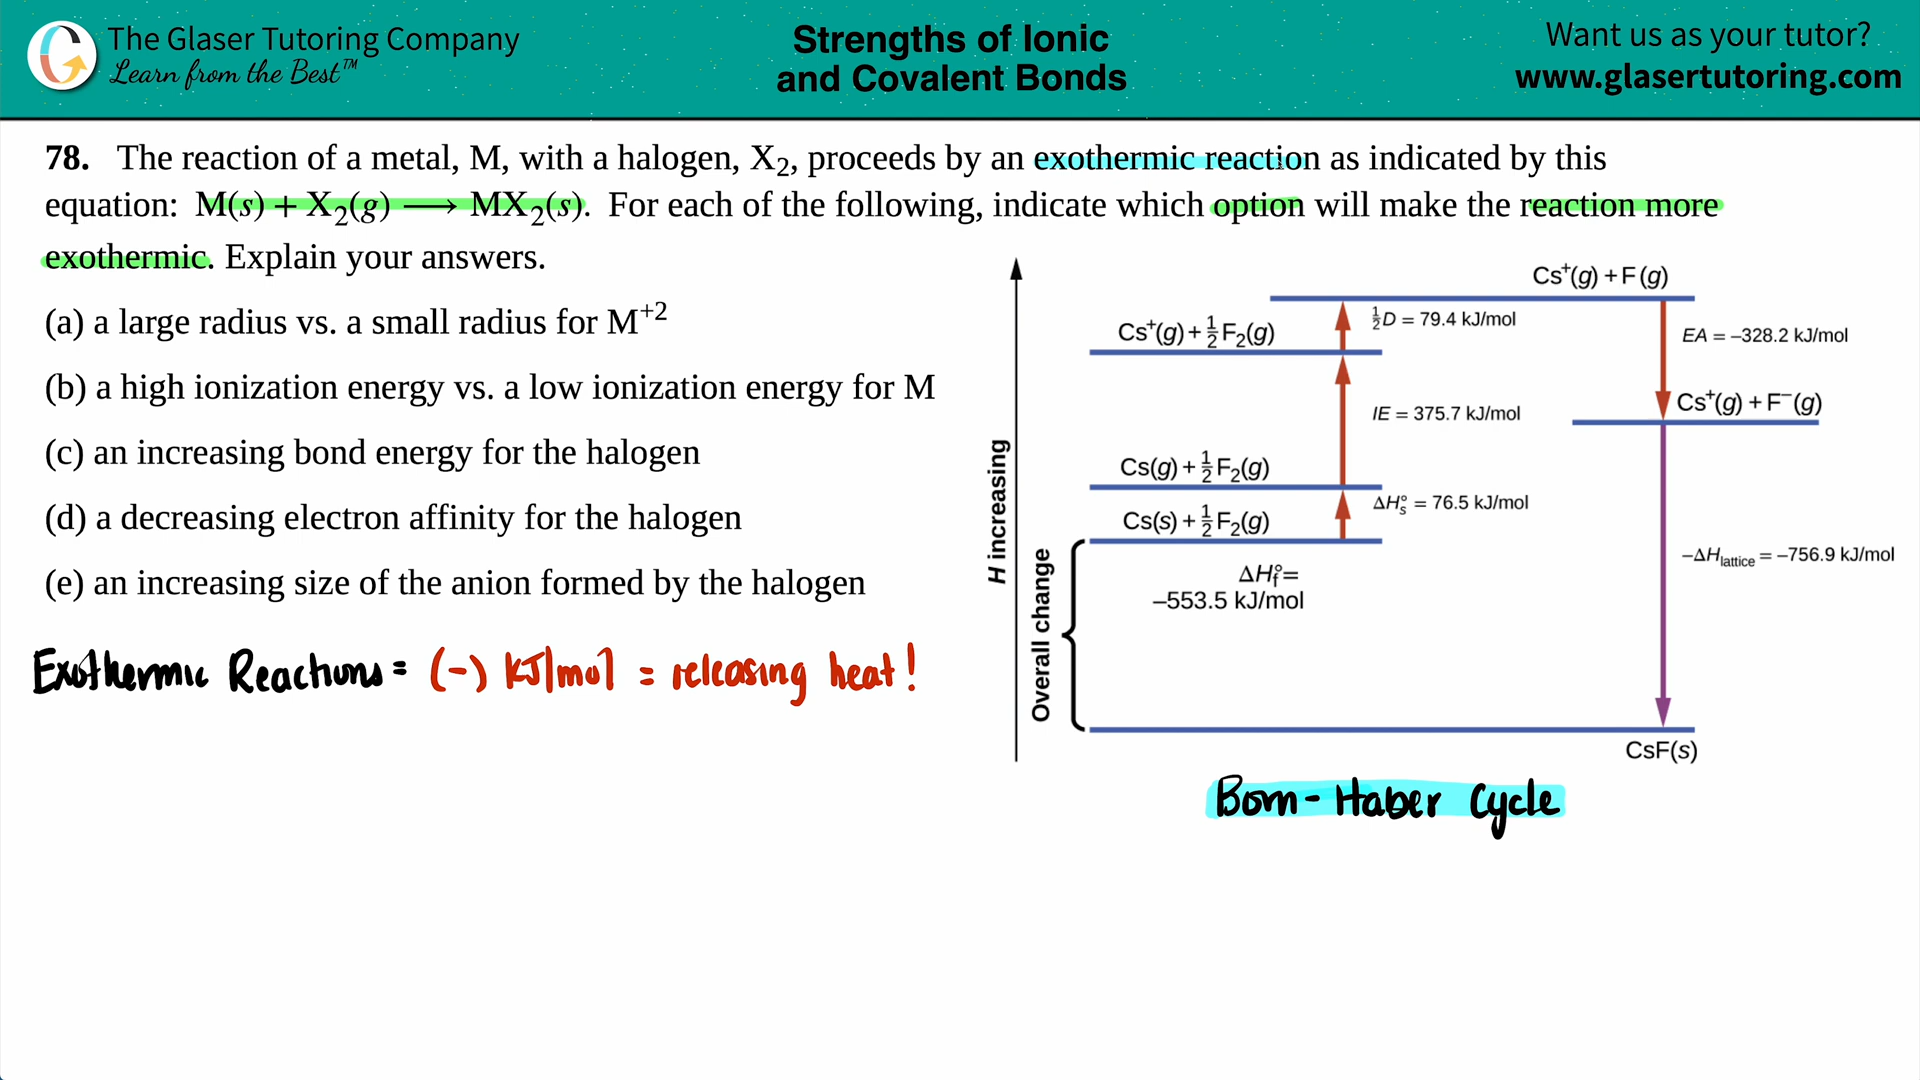 The Glaser Tutoring Company
Learn from the Best™
Strengths of Ionic
and Covalent Bonds
Want us as your tutor?
www.glasertutoring.com
78. The reaction of a metal, M, with a halogen, X₂, proceeds by an exothermic reaction as indicated by this
equation: M(s) + X₂(g) ⟶ MX₂(s). For each of the following, indicate which option will make the reaction more
exothermic. Explain your answers.
(a) a large radius vs. a small radius for M⁺²
(b) a high ionization energy vs. a low ionization energy for M
(c) an increasing bond energy for the halogen
(d) a decreasing electron affinity for the halogen
(e) an increasing size of the anion formed by the halogen
Exothermic Reactions = (-) kJ/mol = releasing heat!
H increasing
Overall change
Cs⁺(g) + F(g)
½D = 79.4 kJ/mol
Cs⁺(g) + ½F₂(g)
EA = –328.2 kJ/mol
Cs⁺(g) + F⁻(g)
IE = 375.7 kJ/mol
Cs(g) + ½F₂(g)
ΔH°s = 76.5 kJ/mol
Cs(s) + ½F₂(g)
–ΔHlattice = –756.9 kJ/mol
ΔH°f =
–553.5 kJ/mol
CsF(s)
Born-Haber Cycle